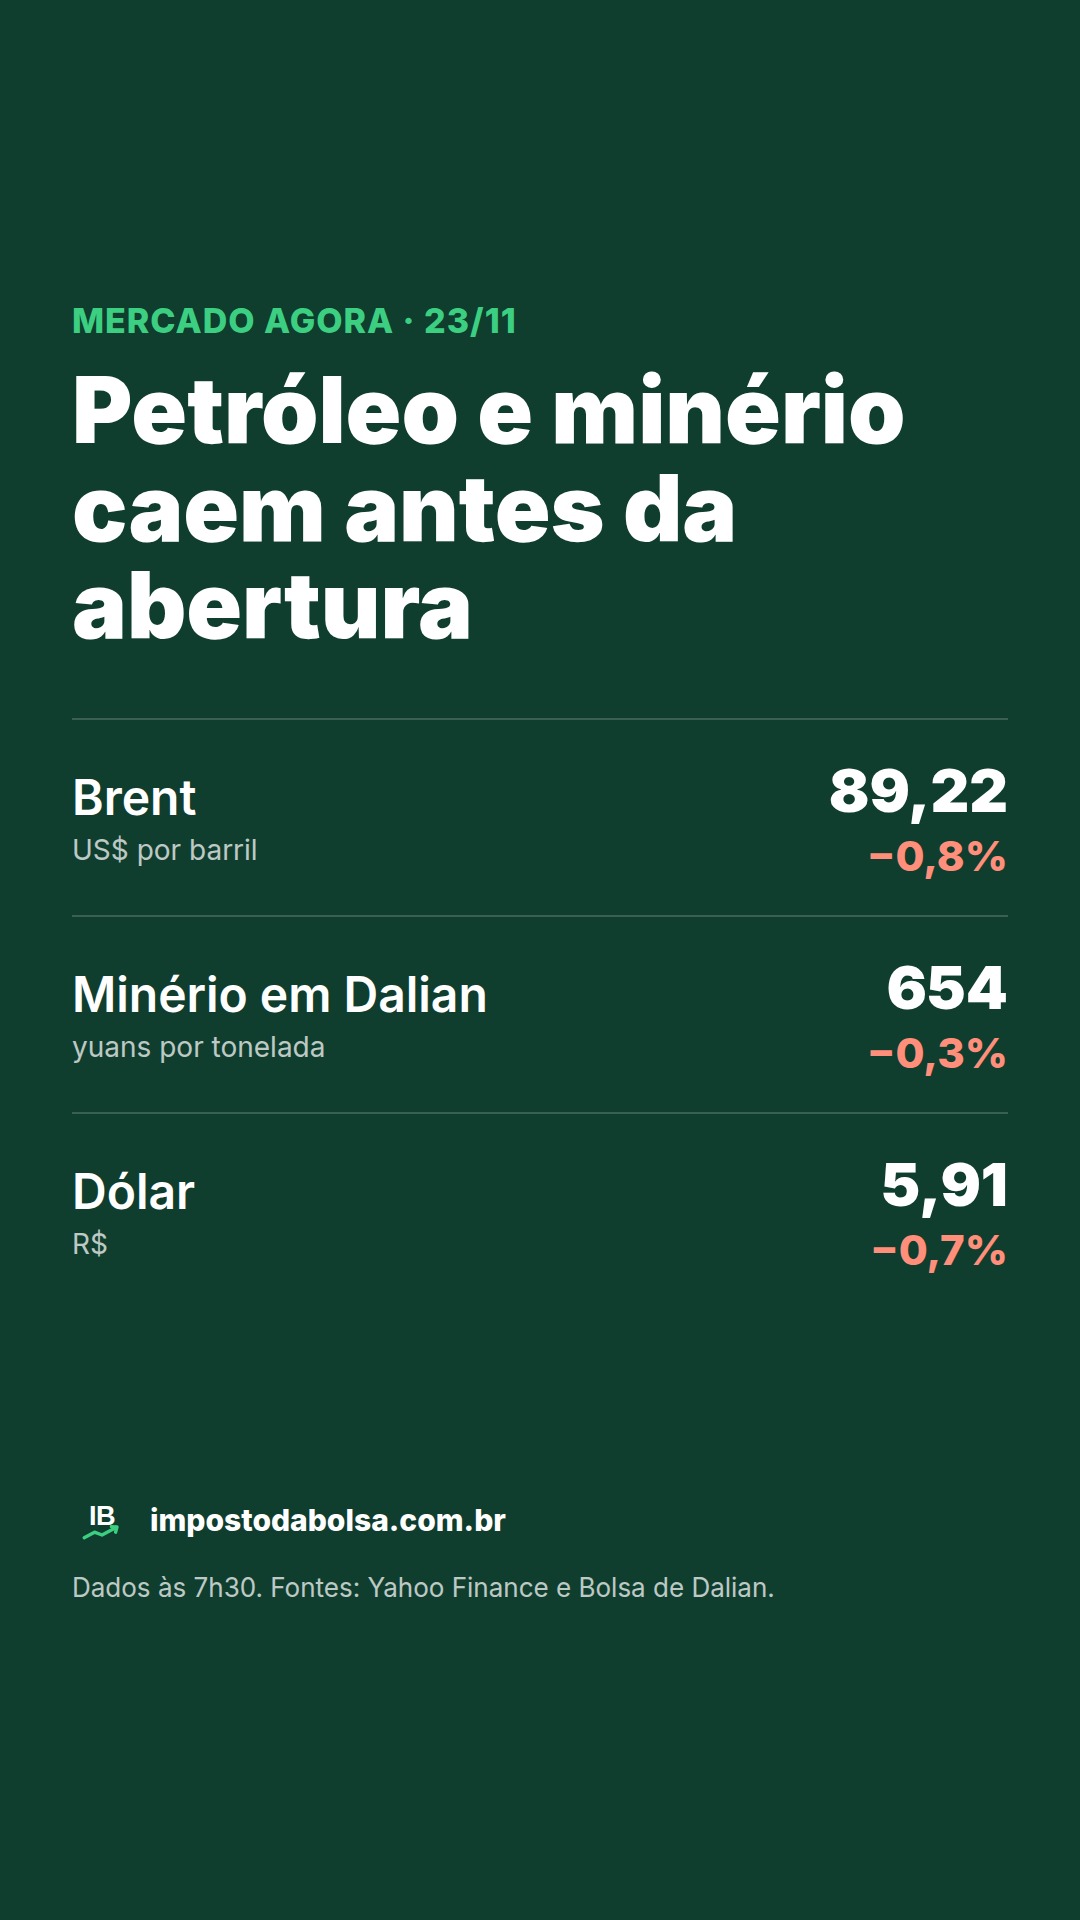 MERCADO AGORA · 23/11
Petróleo e minério
caem antes da
abertura
Brent
89,22
US$ por barril
−0,8%
Minério em Dalian
654
yuans por tonelada
−0,3%
Dólar
5,91
R$
−0,7%
IB
impostodabolsa.com.br
Dados às 7h30. Fontes: Yahoo Finance e Bolsa de Dalian.